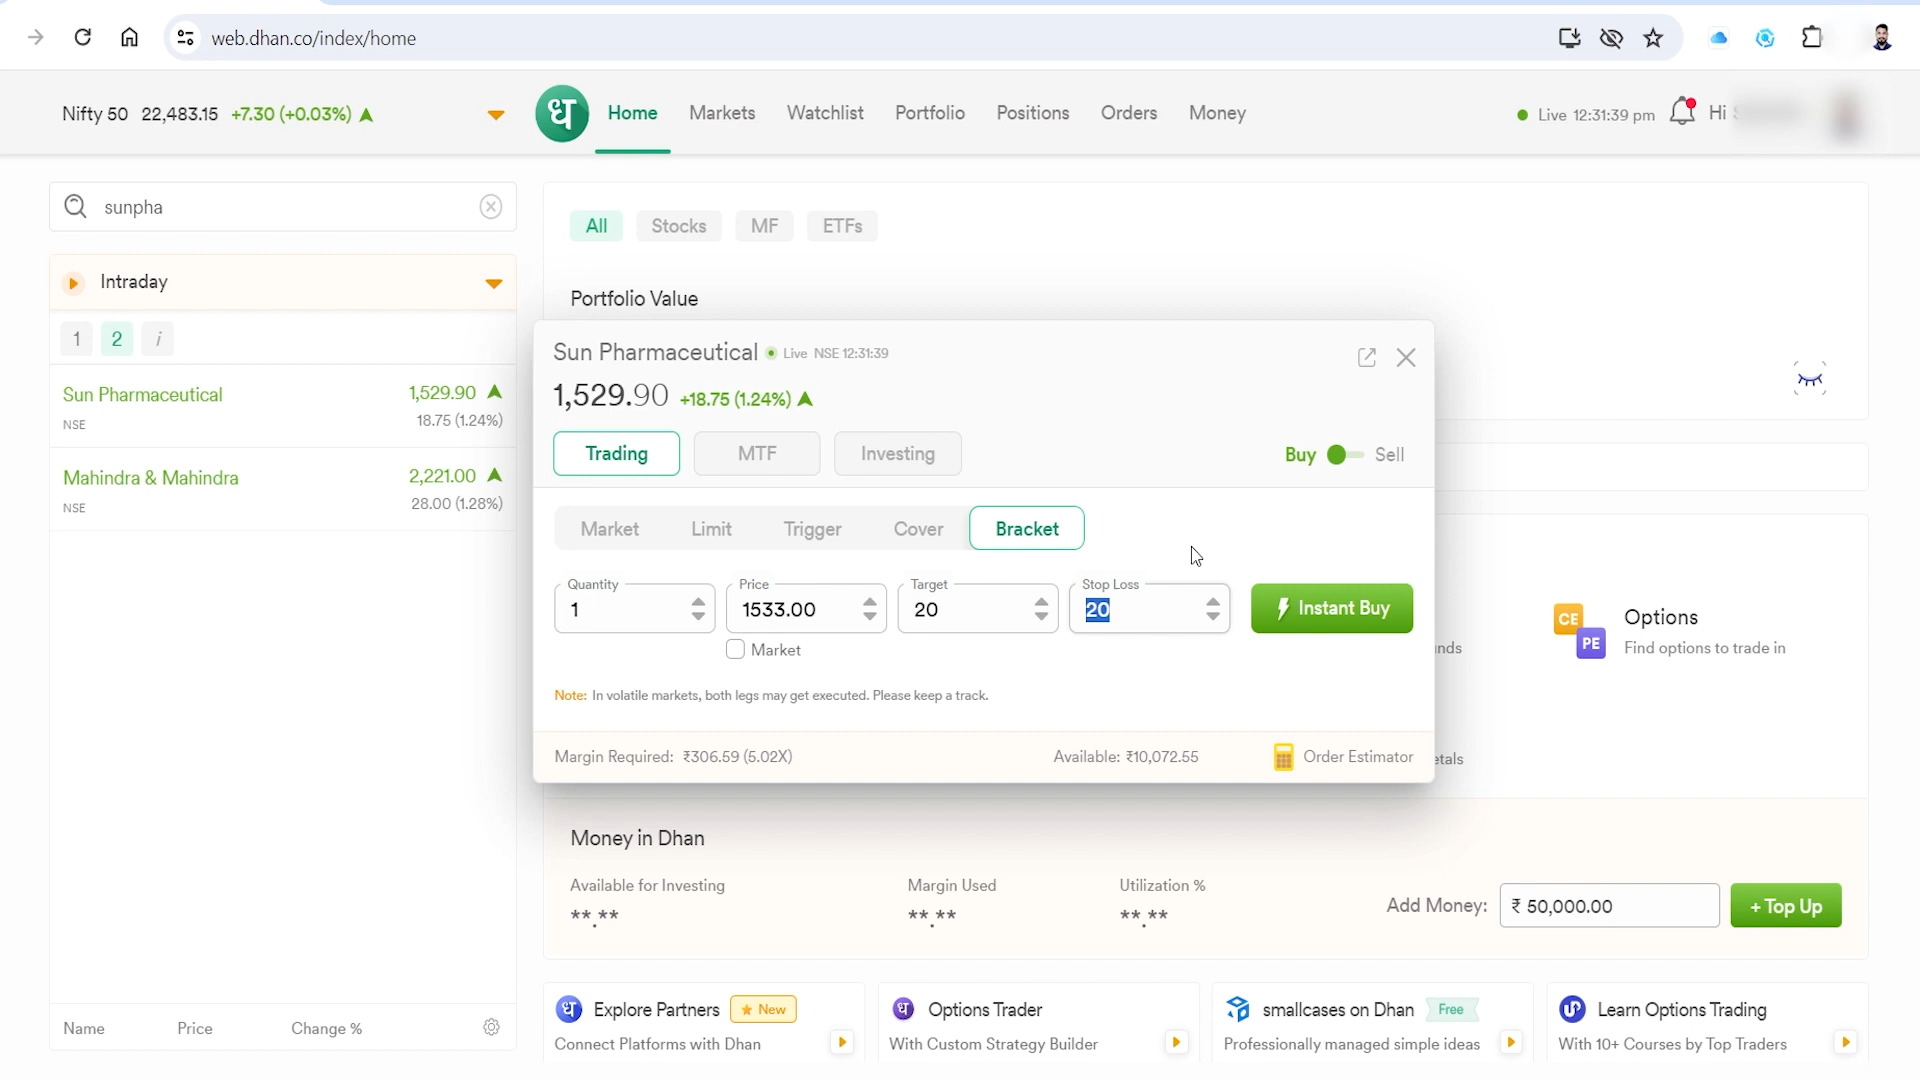 web.dhan.co/index/home
Nifty 50 22,483.15 +7.30 (+0.03%)
ध
Home Markets Watchlist Portfolio Positions Orders Money
Live 12:31:39 pm
Hi
sunpha
Intraday
1 2 i
Sun Pharmaceutical 1,529.90
NSE 18.75 (1.24%)
Mahindra & Mahindra 2,221.00
NSE 28.00 (1.28%)
Name Price Change %
All Stocks MF ETFs
Portfolio Value
Sun Pharmaceutical Live NSE 12:31:39
1,529.90 +18.75 (1.24%)
Trading MTF Investing
Buy Sell
Market Limit Trigger Cover Bracket
Quantity Price Target Stop Loss
1 1533.00 20 20
Instant Buy
Market
Note: In volatile markets, both legs may get executed. Please keep a track.
Margin Required: ₹306.59 (5.02X) Available: ₹10,072.55 Order Estimator
CE
PE
Options
Find options to trade in
nds
etals
Money in Dhan
Available for Investing Margin Used Utilization %
**.** **.** **.**
Add Money: ₹ 50,000.00 + Top Up
Explore Partners New
Connect Platforms with Dhan
Options Trader
With Custom Strategy Builder
smallcases on Dhan Free
Professionally managed simple ideas
Learn Options Trading
With 10+ Courses by Top Traders